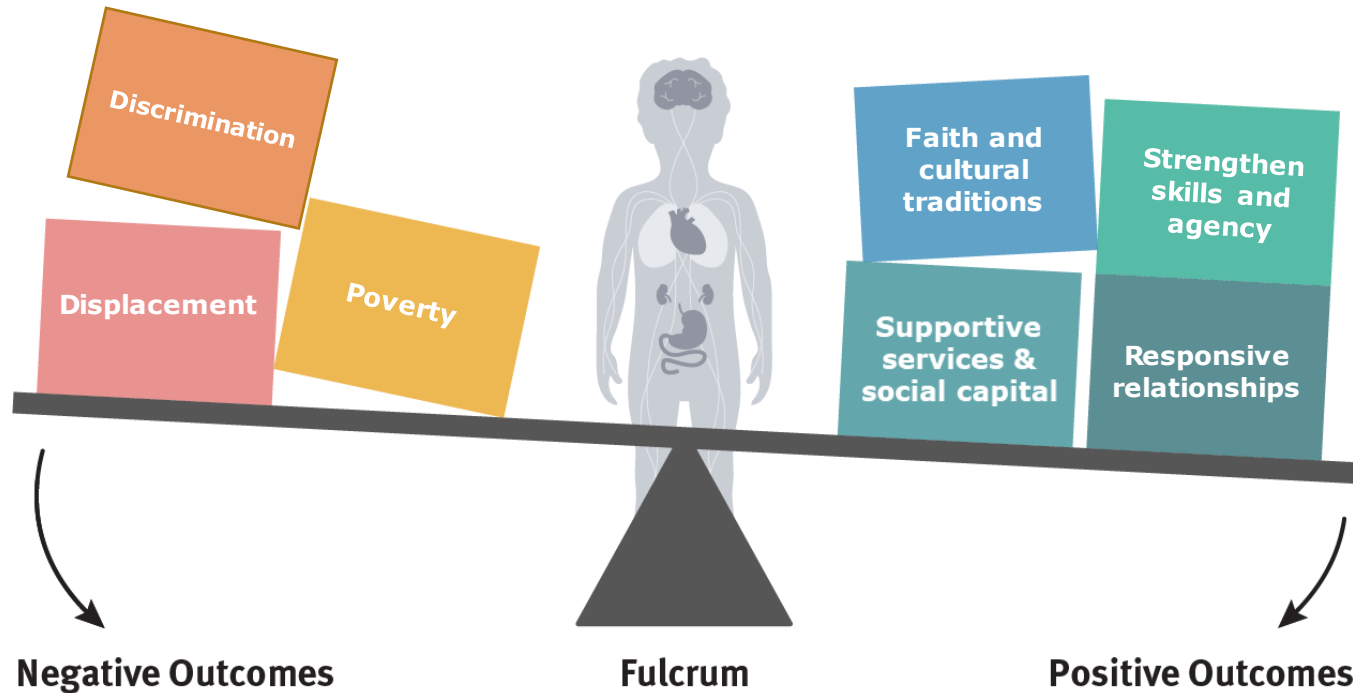 Discrimination
Displacement
Poverty
Faith and
cultural
traditions
Strengthen
skills and
agency
Supportive
services &
social capital
Responsive
relationships
Negative Outcomes
Fulcrum
Positive Outcomes